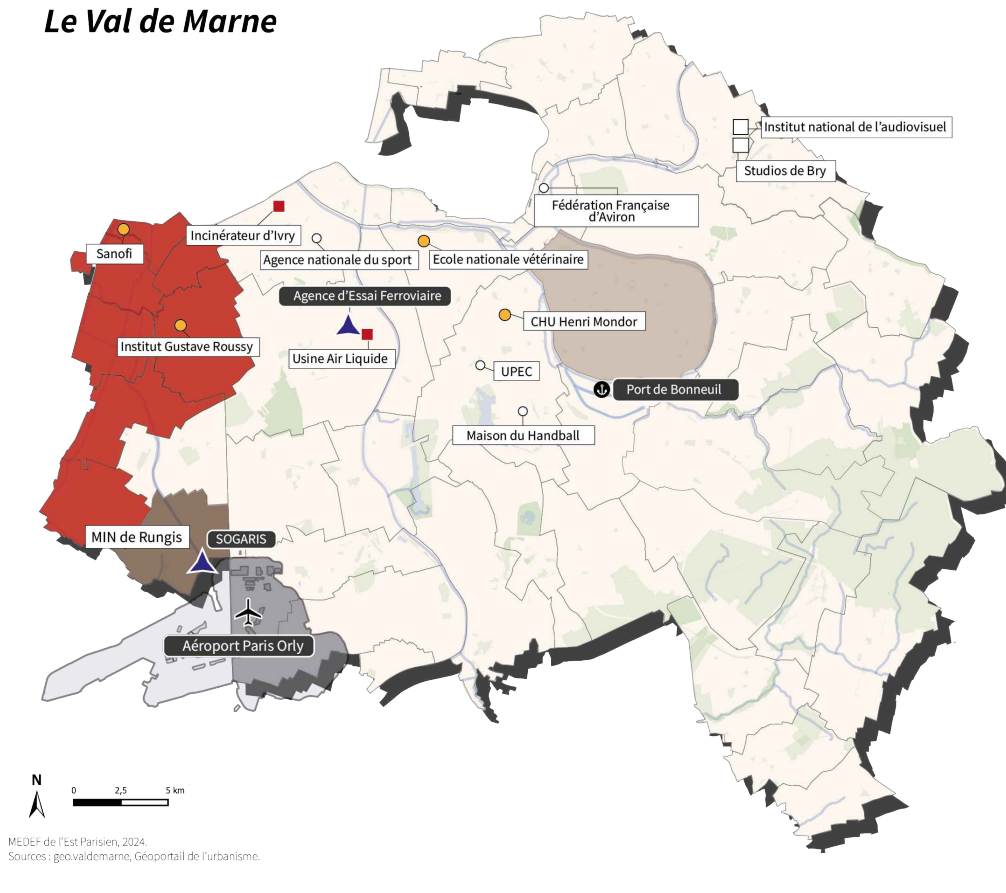 Le Val de Marne
Institut national de l'audiovisuel
Studios de Bry
Fédération Française
d'Aviron
Incinérateur d'Ivry
Sanofi
Agence nationale du sport
Ecole nationale vétérinaire
Agence d'Essai Ferroviaire
CHU Henri Mondor
Institut Gustave Roussy
Usine Air Liquide
UPEC
Port de Bonneuil
Maison du Handball
MIN de Rungis
SOGARIS
Aéroport Paris Orly
N
0 2,5 5 km
MEDEF de l'Est Parisien, 2024.
Sources : geo.valdemarne, Géoportail de l'urbanisme.